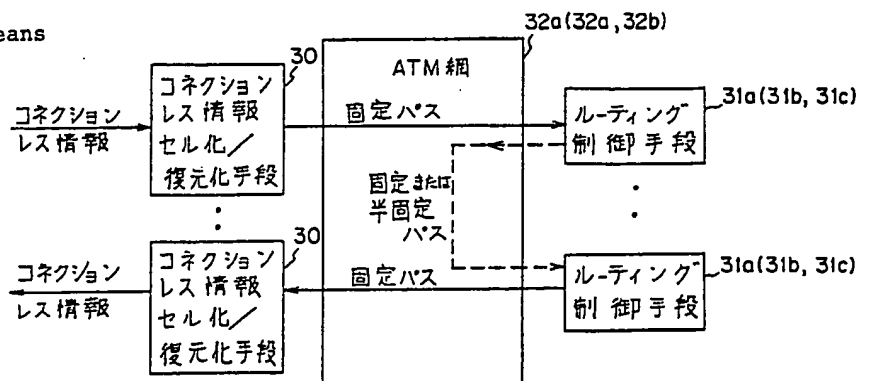 eans
32a(32a, 32b)
30
ATM網
コネクション
レス情報
コネクション
レス情報
セル化／
復元化手段
固定パス
31a(31b, 31c)
ルーティング
制御手段
固定または
半固定
パス
30
コネクション
レス情報
コネクション
レス情報
セル化／
復元化手段
固定パス
31a(31b, 31c)
ルーティング
制御手段